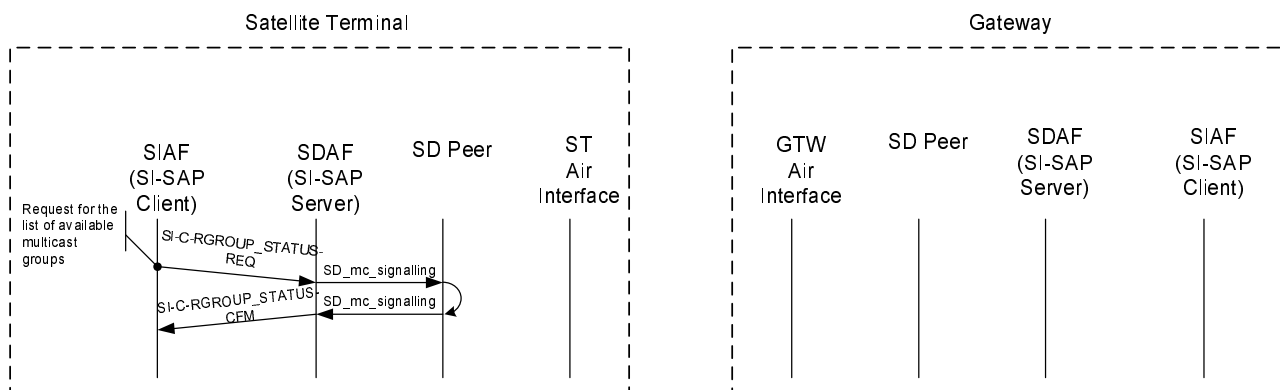 Satellite Terminal
Gateway
SIAF
(SI-SAP
Client)
SDAF
(SI-SAP
Server)
SD Peer
ST
Air
Interface
GTW
Air
Interface
SD Peer
SDAF
(SI-SAP
Server)
SIAF
(SI-SAP
Client)
Request for the
list of available
multicast
groups
SI-C-RGROUP_STATUS-
REQ
SD_mc_signalling
SI-C-RGROUP_STATUS-
CFM
SD_mc_signalling